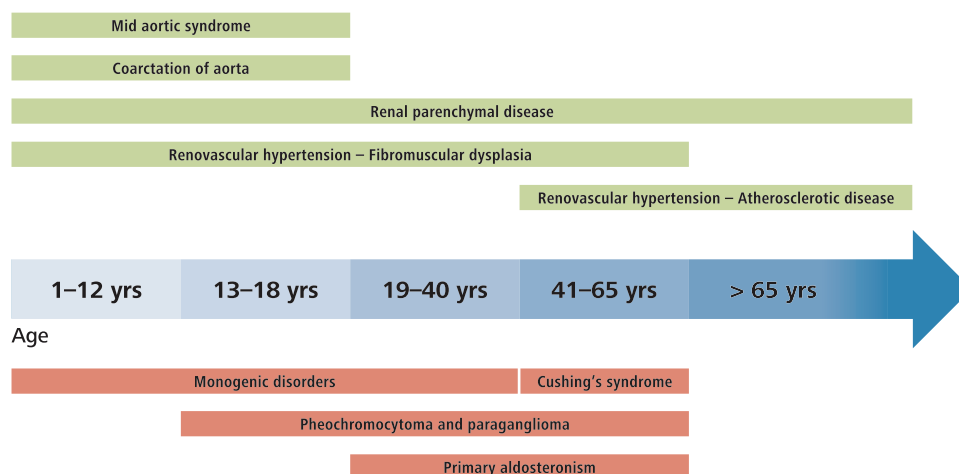 Mid aortic syndrome
Coarctation of aorta
Renal parenchymal disease
Renovascular hypertension – Fibromuscular dysplasia
Renovascular hypertension – Atherosclerotic disease
1–12 yrs 13–18 yrs 19–40 yrs 41–65 yrs > 65 yrs
Age
Monogenic disorders Cushing's syndrome
Pheochromocytoma and paraganglioma
Primary aldosteronism